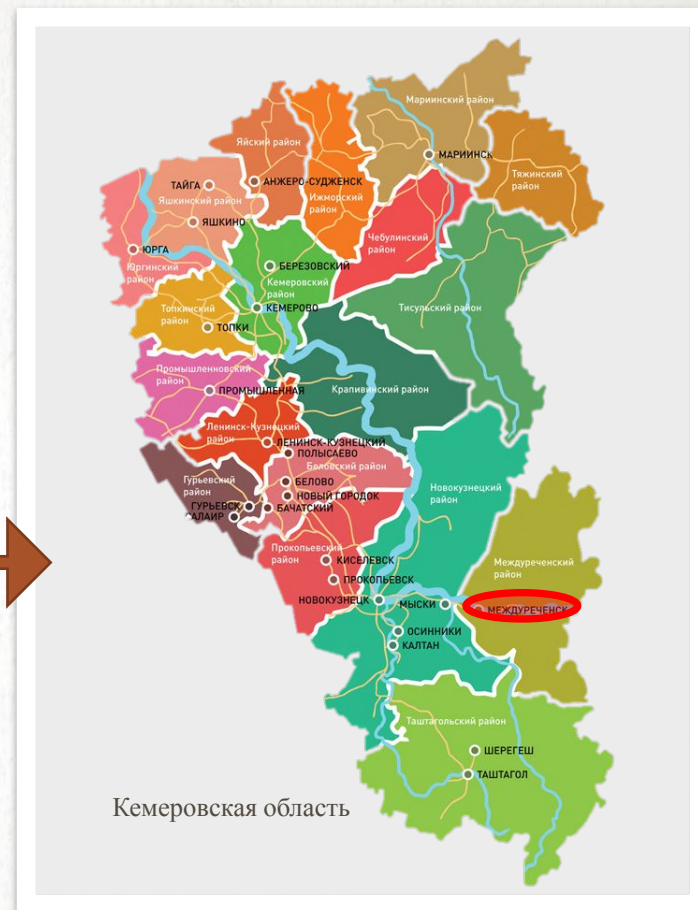 Мариинский район
МАРИИНСК
Тяжинский
район
Яйский район
АНЖЕРО-СУДЖЕНСК
Ижморский
район
ТАЙГА
Яшкинский район
ЯШКИНО
Чебулинский
район
ЮРГА
Юргинский
район
БЕРЕЗОВСКИЙ
Кемеровский
район
КЕМЕРОВО
Тисульский район
Топкинский
район
ТОПКИ
Промышленновский
район
ПРОМЫШЛЕННАЯ
Крапивинский район
Ленинск-Кузнецкий
район
ЛЕНИНСК-КУЗНЕЦКИЙ
ПОЛЫСАЕВО
Беловский район
БЕЛОВО
НОВЫЙ ГОРОДОК
БАЧАТСКИЙ
Гурьевский
район
ГУРЬЕВСК
САЛАИР
Новокузнецкий
район
Прокопьевский
район
КИСЕЛЕВСК
ПРОКОПЬЕВСК
Междуреченский
район
НОВОКУЗНЕЦК
МЫСКИ
МЕЖДУРЕЧЕНСК
ОСИННИКИ
КАЛТАН
Таштагольский район
ШЕРЕГЕШ
ТАШТАГОЛ
Кемеровская область